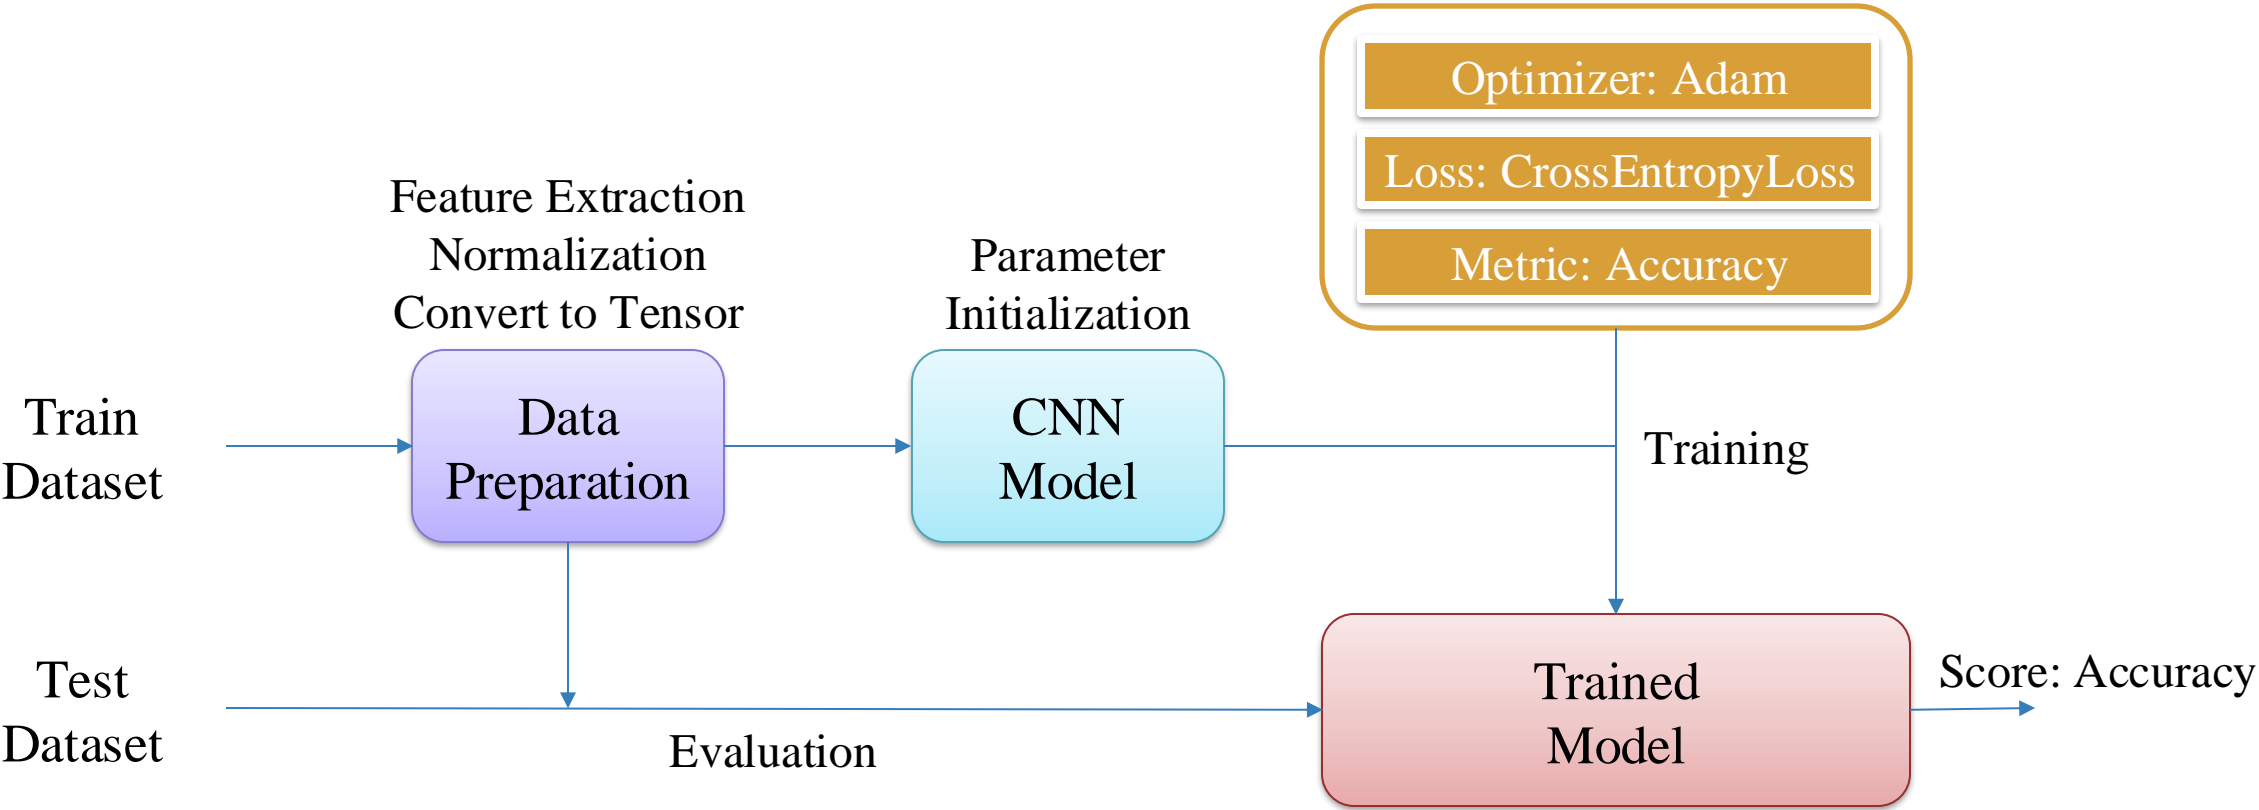 Optimizer: Adam
Loss: CrossEntropyLoss
Metric: Accuracy
Feature Extraction
Normalization
Convert to Tensor
Parameter
Initialization
Train
Dataset
Data
Preparation
CNN
Model
Training
Test
Dataset
Evaluation
Trained
Model
Score: Accuracy